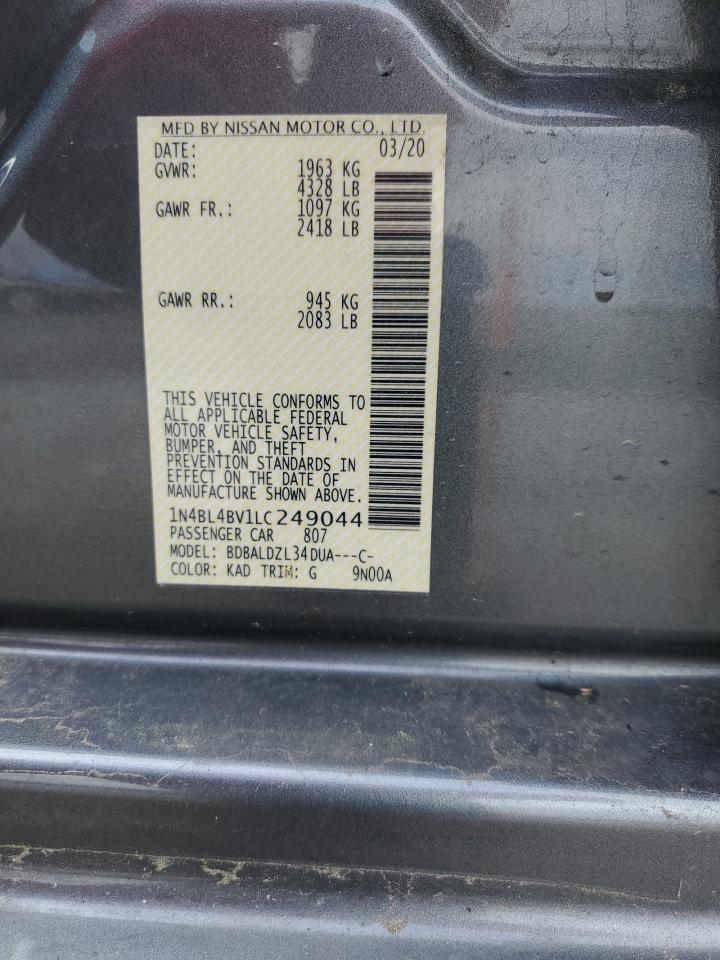 MFD BY NISSAN MOTOR CO., LTD.
DATE: 03/20
GVWR: 1963 KG
4328 LB
GAWR FR.: 1097 KG
2418 LB
GAWR RR.: 945 KG
2083 LB
THIS VEHICLE CONFORMS TO
ALL APPLICABLE FEDERAL
MOTOR VEHICLE SAFETY,
BUMPER, AND THEFT
PREVENTION STANDARDS IN
EFFECT ON THE DATE OF
MANUFACTURE SHOWN ABOVE.
1N4BL4BV1LC249044
PASSENGER CAR 807
MODEL: BDBALDZL34DUA---C-
COLOR: KAD TRIM: G 9N00A